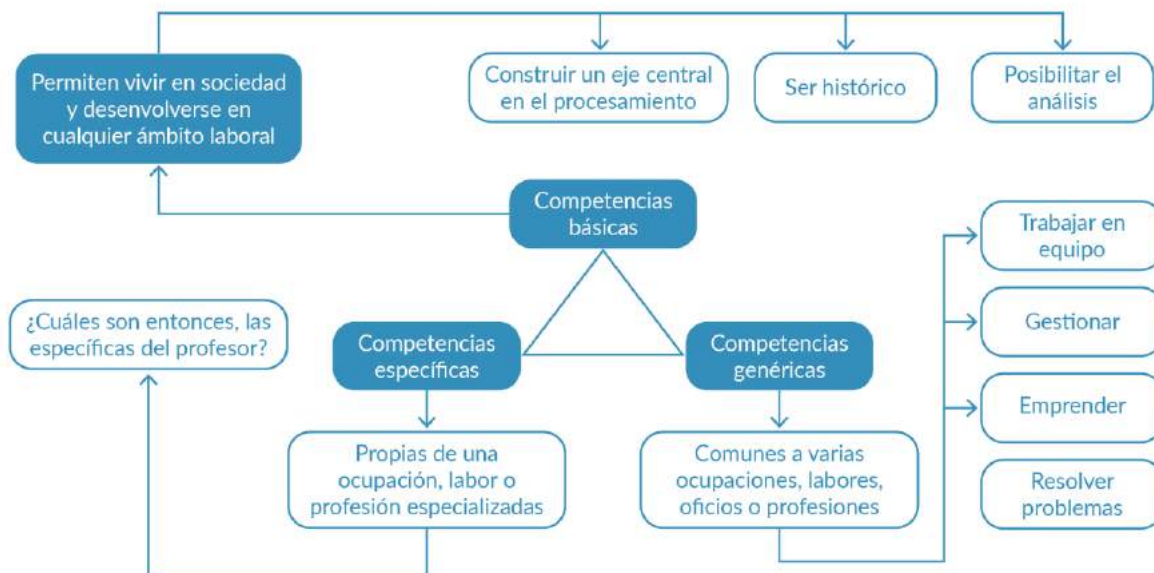 Permiten vivir en sociedad
y desenvolverse en
cualquier ámbito laboral
Construir un eje central
en el procesamiento
Ser histórico
Posibilitar el
análisis
Competencias
básicas
Trabajar en
equipo
¿Cuáles son entonces, las
específicas del profesor?
Competencias
específicas
Competencias
genéricas
Gestionar
Emprender
Propias de una
ocupación, labor o
profesión especializadas
Comunes a varias
ocupaciones, labores,
oficios o profesiones
Resolver
problemas